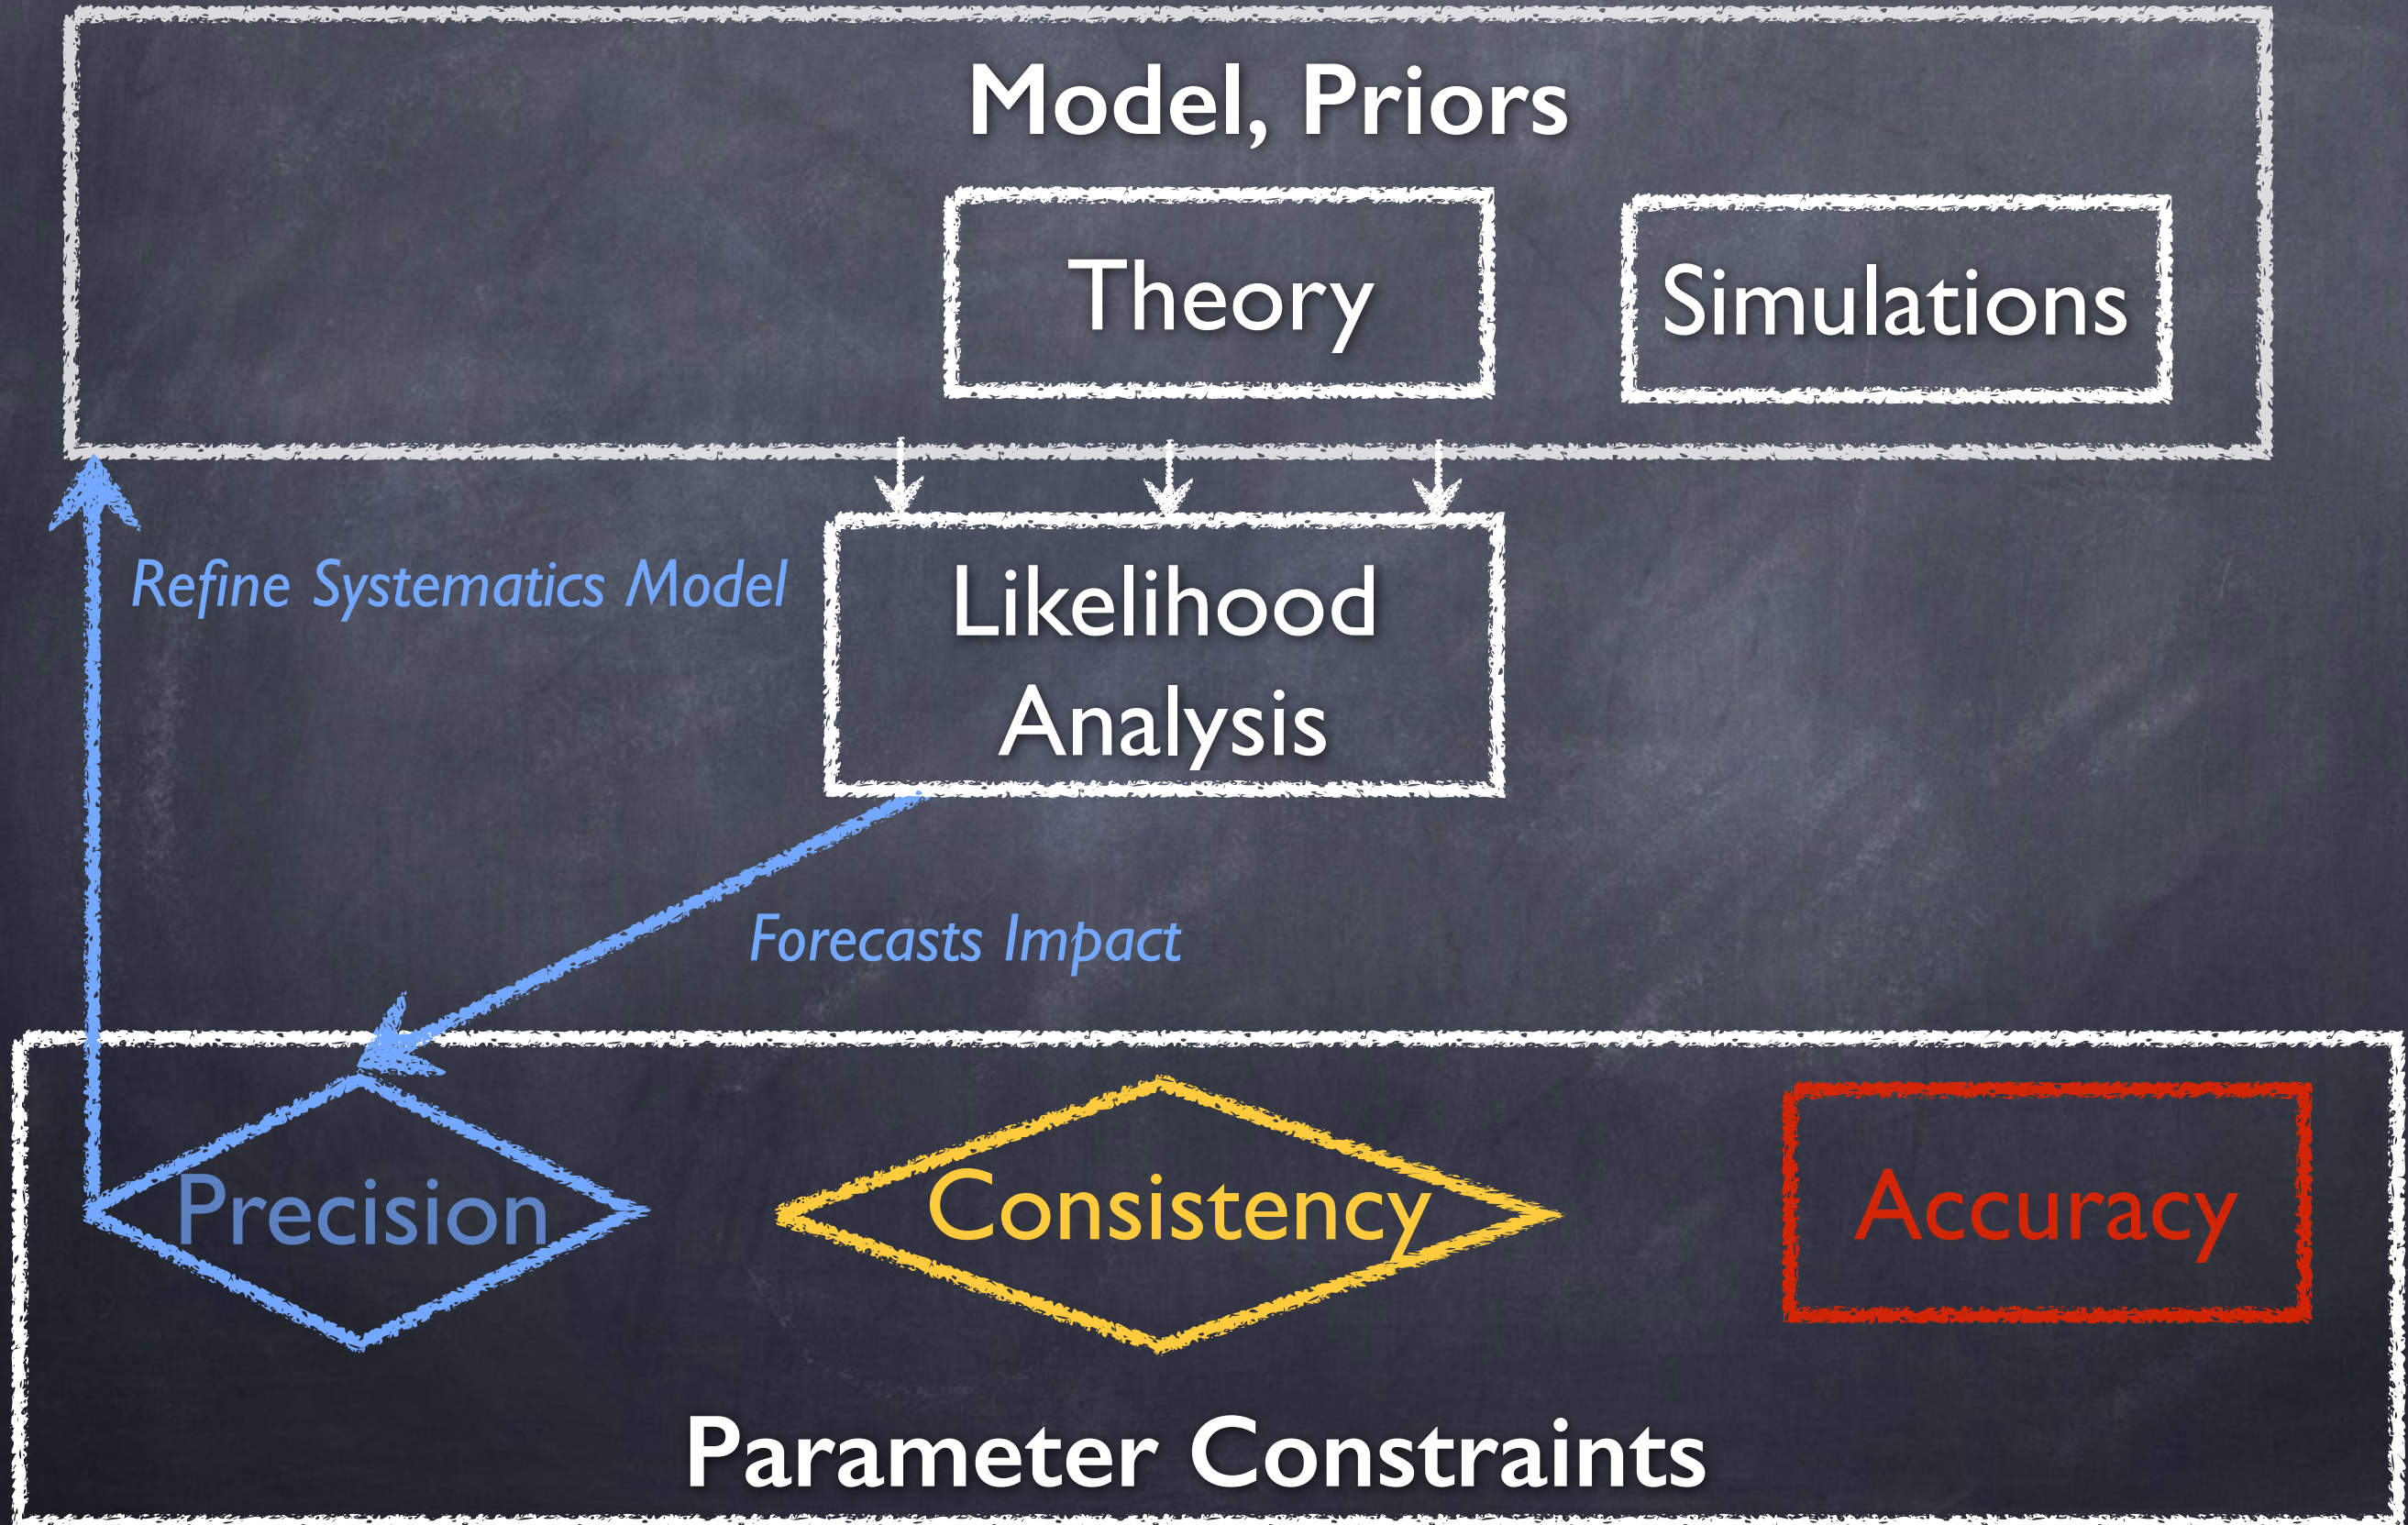 Model, Priors
Theory
Simulations
Refine Systematics Model
Likelihood
Analysis
Forecasts Impact
Precision
Consistency
Accuracy
Parameter Constraints